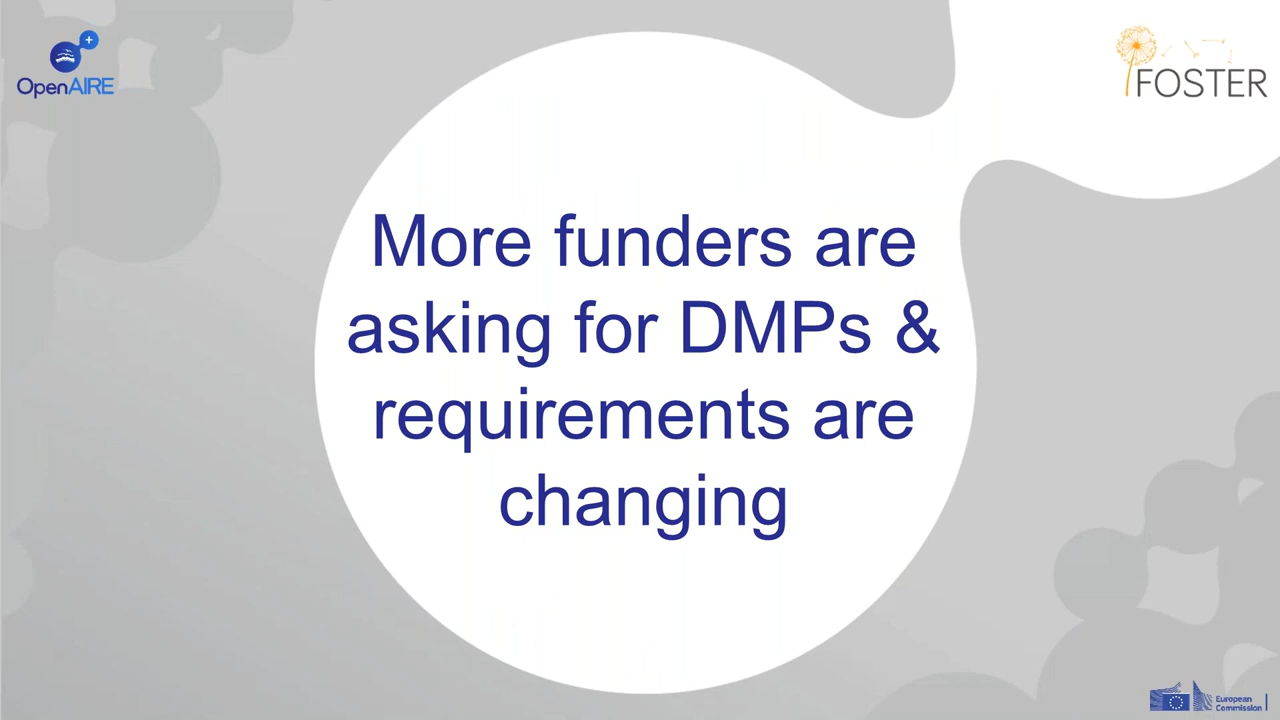 OpenAIRE
FOSTER
More funders are
asking for DMPs &
requirements are
changing
European
Commission